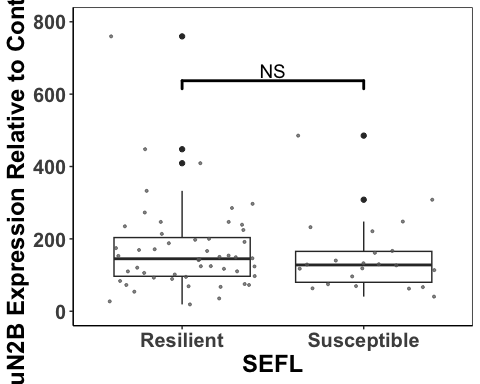 uN2B Expression Relative to Cont
800
600
400
200
0
NS
Resilient Susceptible
SEFL